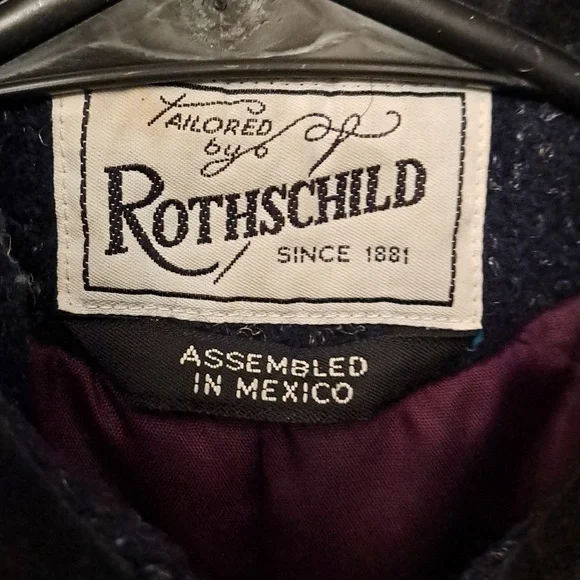 TAILORED
by
ROTHSCHILD
SINCE 1881
ASSEMBLED
IN MEXICO